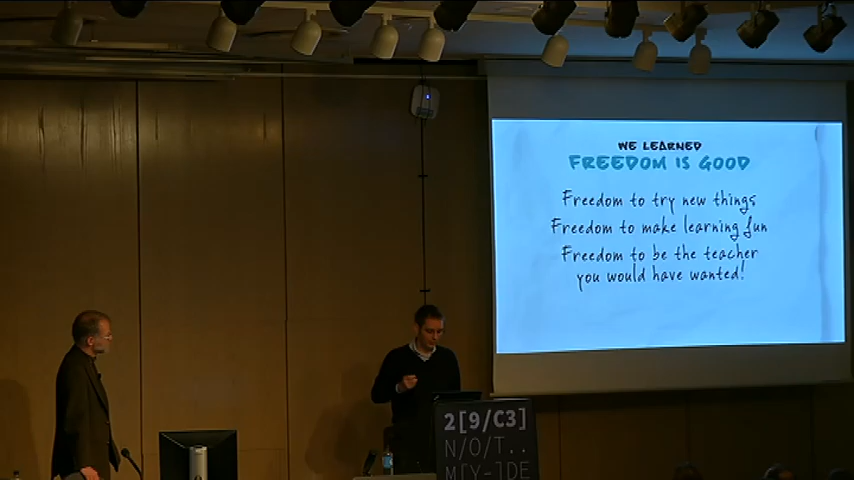 WE LEARNED
FREEDOM IS GOOD
Freedom to try new things
Freedom to make learning fun
Freedom to be the teacher
you would have wanted!
2[9/C3]
N/O/T..
M[Y-]DE